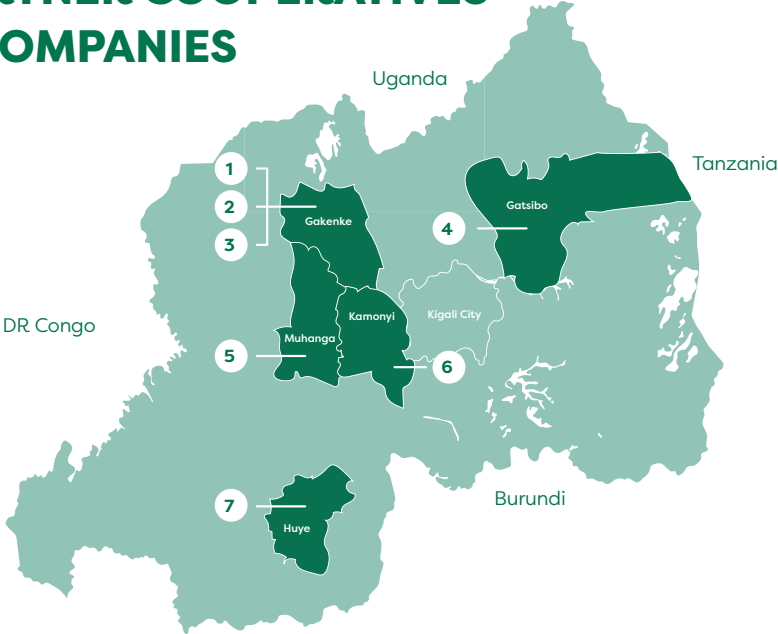 COOPERATIVES
OMPANIES
Uganda
Tanzania
1
2
3
Gakenke
Gatsibo
4
DR Congo
Kamonyi
Kigali City
Muhanga
5
6
Burundi
7
Huye